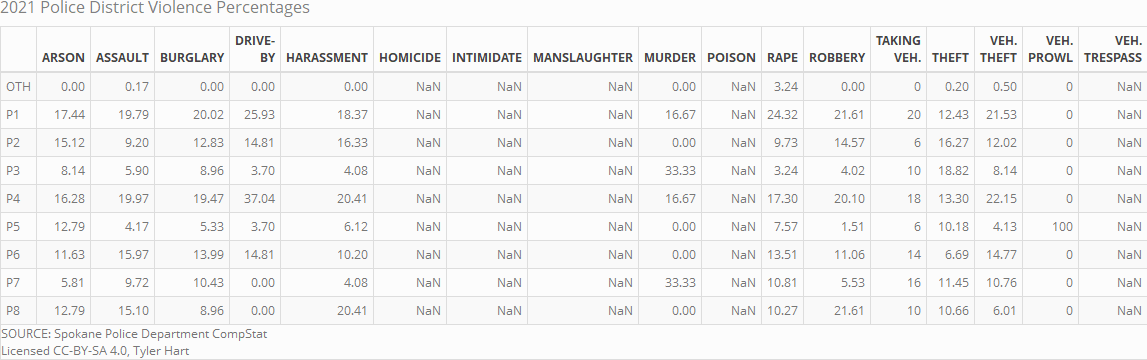 2021 Police District Violence Percentages
ARSON ASSAULT BURGLARY DRIVE-BY HARASSMENT HOMICIDE INTIMIDATE MANSLAUGHTER MURDER POISON RAPE ROBBERY TAKING VEH. THEFT VEH. THEFT VEH. PROWL VEH. TRESPASS
OTH 0.00 0.17 0.00 0.00 0.00 NaN NaN NaN 0.00 NaN 3.24 0.00 0 0.20 0.50 0 NaN
P1 17.44 19.79 20.02 25.93 18.37 NaN NaN NaN 16.67 NaN 24.32 21.61 20 12.43 21.53 0 NaN
P2 15.12 9.20 12.83 14.81 16.33 NaN NaN NaN 0.00 NaN 9.73 14.57 6 16.27 12.02 0 NaN
P3 8.14 5.90 8.96 3.70 4.08 NaN NaN NaN 33.33 NaN 3.24 4.02 10 18.82 8.14 0 NaN
P4 16.28 19.97 19.47 37.04 20.41 NaN NaN NaN 16.67 NaN 17.30 20.10 18 13.30 22.15 0 NaN
P5 12.79 4.17 5.33 3.70 6.12 NaN NaN NaN 0.00 NaN 7.57 1.51 6 10.18 4.13 100 NaN
P6 11.63 15.97 13.99 14.81 10.20 NaN NaN NaN 0.00 NaN 13.51 11.06 14 6.69 14.77 0 NaN
P7 5.81 9.72 10.43 0.00 4.08 NaN NaN NaN 33.33 NaN 10.81 5.53 16 11.45 10.76 0 NaN
P8 12.79 15.10 8.96 0.00 20.41 NaN NaN NaN 0.00 NaN 10.27 21.61 10 10.66 6.01 0 NaN
SOURCE: Spokane Police Department CompStat
Licensed CC-BY-SA 4.0, Tyler Hart